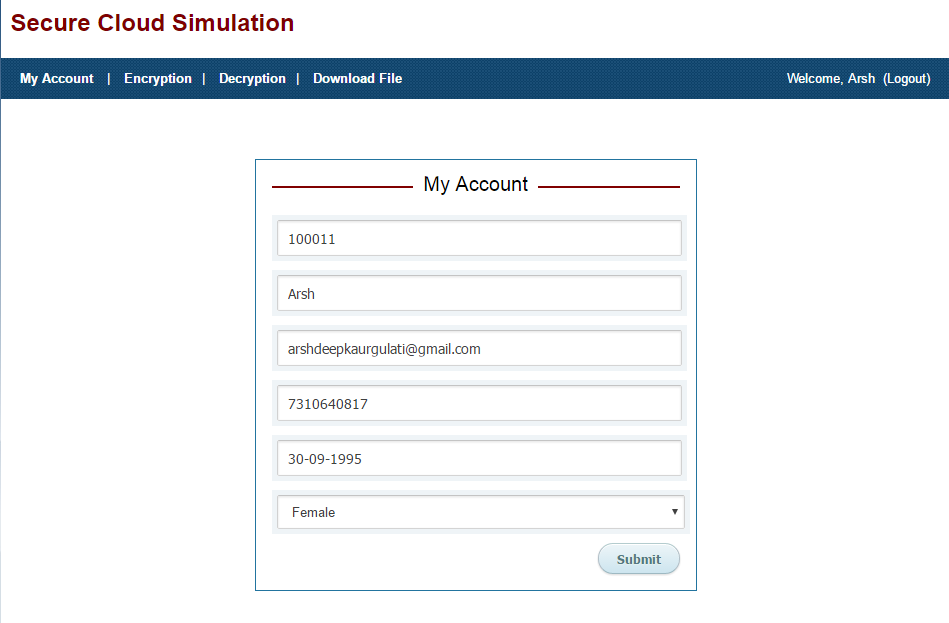 Secure Cloud Simulation
My Account | Encryption | Decryption | Download File Welcome, Arsh (Logout)
My Account
100011
Arsh
arshdeepkaurgulati@gmail.com
7310640817
30-09-1995
Female
Submit